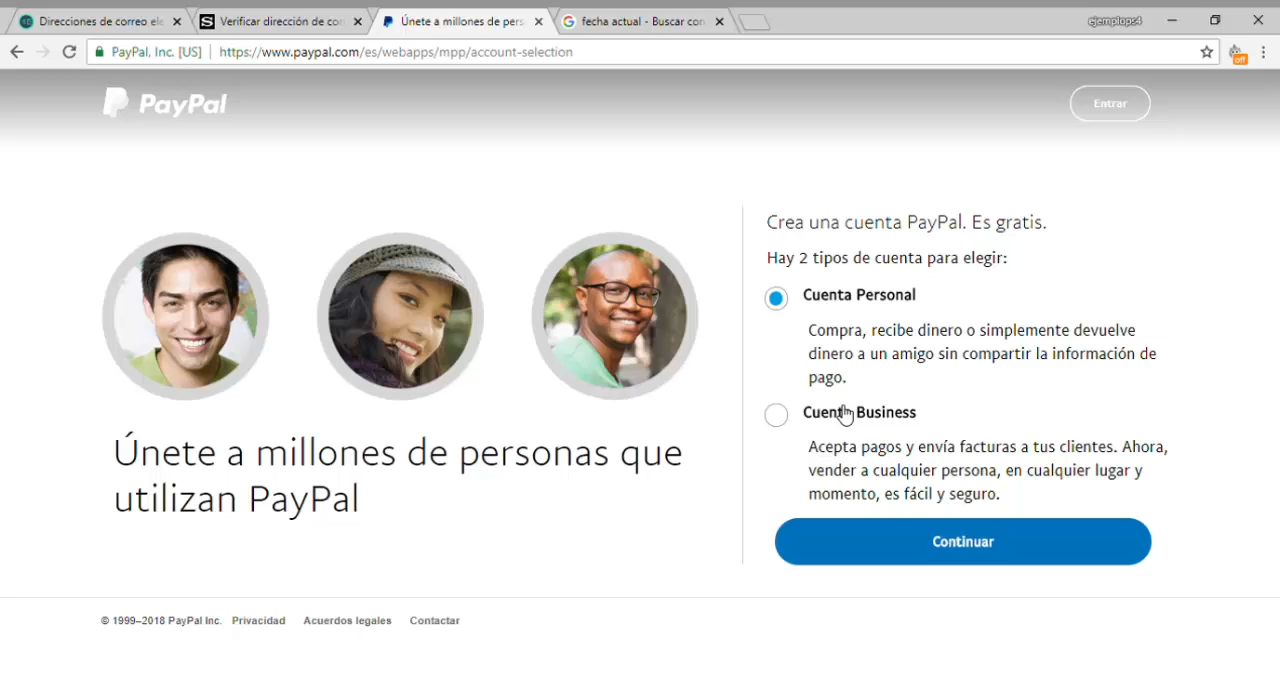 Direcciones de correo ele
Verificar dirección de cor
Únete a millones de perso
fecha actual - Buscar con
ejemplops4
PayPal, Inc. [US]
https://www.paypal.com/es/webapps/mpp/account-selection
off
PayPal
Entrar
Crea una cuenta PayPal. Es gratis.
Hay 2 tipos de cuenta para elegir:
Cuenta Personal
Compra, recibe dinero o simplemente devuelve
dinero a un amigo sin compartir la información de
pago.
Cuenta Business
Acepta pagos y envía facturas a tus clientes. Ahora,
vender a cualquier persona, en cualquier lugar y
momento, es fácil y seguro.
Continuar
Únete a millones de personas que
utilizan PayPal
© 1999–2018 PayPal Inc.
Privacidad
Acuerdos legales
Contactar